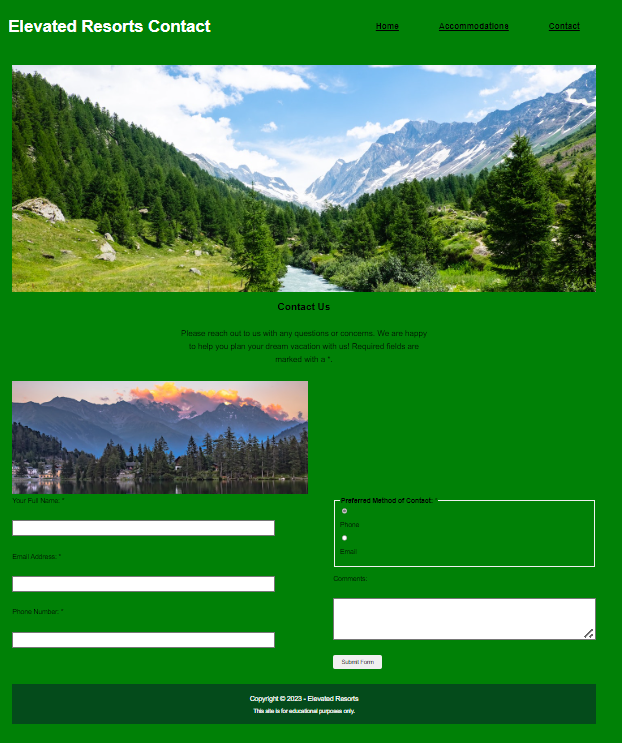 Elevated Resorts Contact
Home Accommodations Contact
Contact Us
Please reach out to us with any questions or concerns. We are happy
to help you plan your dream vacation with us! Required fields are
marked with a *.
Your Full Name: *
Email Address: *
Phone Number: *
Preferred Method of Contact:
Phone
Email
Comments:
Submit Form
Copyright © 2023 - Elevated Resorts
This site is for educational purposes only.